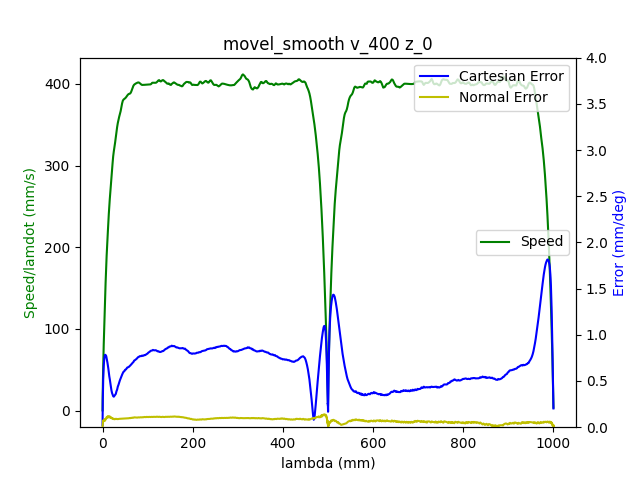 movel_smooth v_400 z_0
Cartesian Error
Normal Error
Speed
Speed/lamdot (mm/s)
400
300
200
100
0
Error (mm/deg)
4.0
3.5
3.0
2.5
2.0
1.5
1.0
0.5
0.0
0 200 400 600 800 1000
lambda (mm)